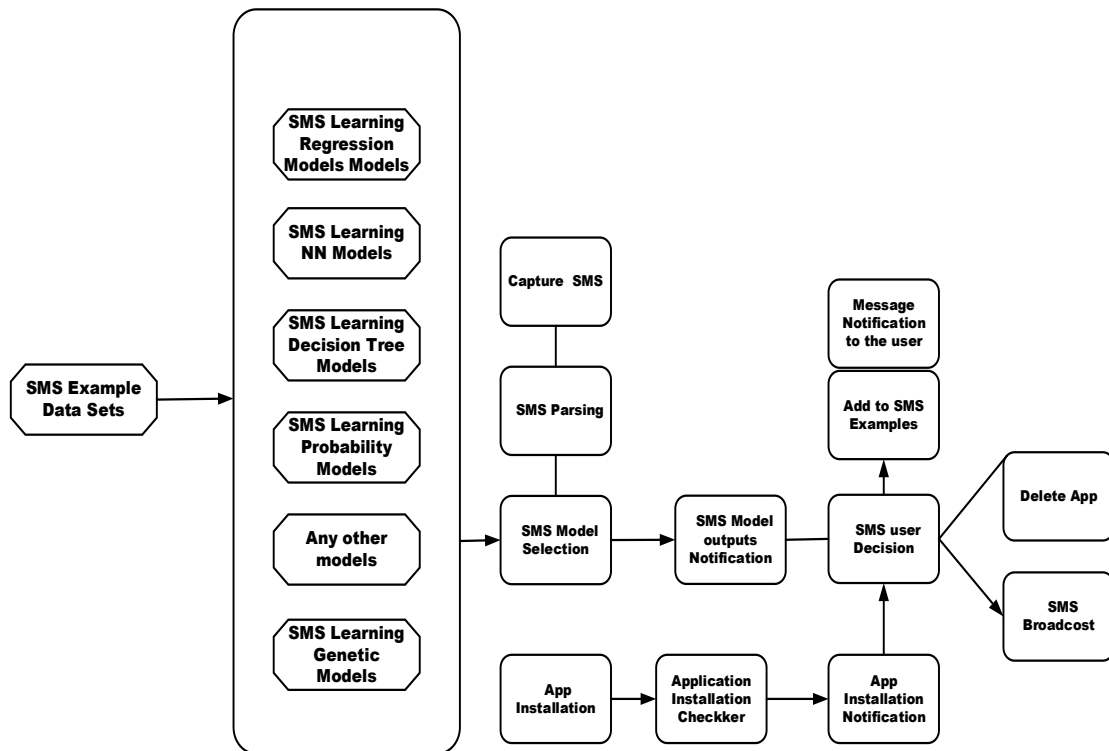 SMS Learning
Regression
Models Models
SMS Learning
NN Models
SMS Learning
Decision Tree
Models
SMS Example
Data Sets
SMS Learning
Probability
Models
Any other
models
SMS Learning
Genetic
Models
Capture SMS
SMS Parsing
SMS Model
Selection
SMS Model
outputs
Notification
Message
Notification
to the user
Add to SMS
Examples
SMS user
Decision
Delete App
SMS
Broadcost
App
Installation
Application
Installation
Checkker
App
Installation
Notification